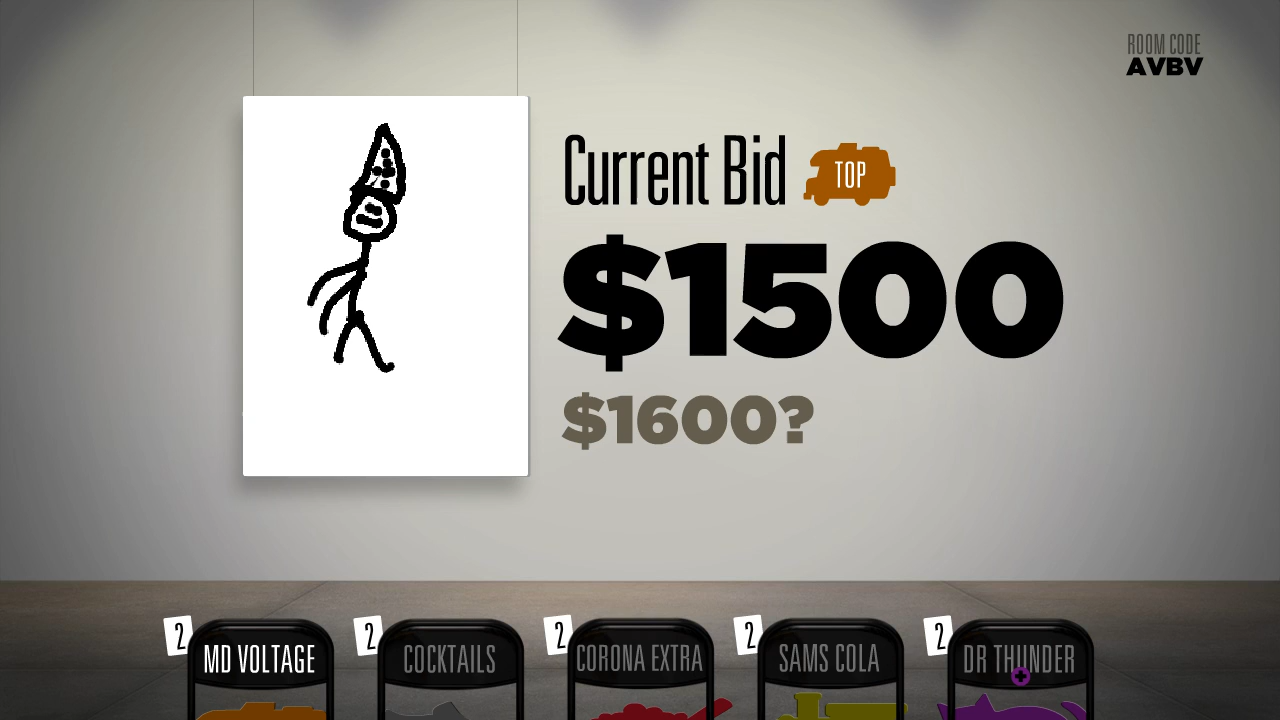 ROOM CODE
AVBV
Current Bid
TOP
$1500
$1600?
2
MD VOLTAGE
2
COCKTAILS
2
CORONA EXTRA
2
SAMS COLA
2
DR THUNDER